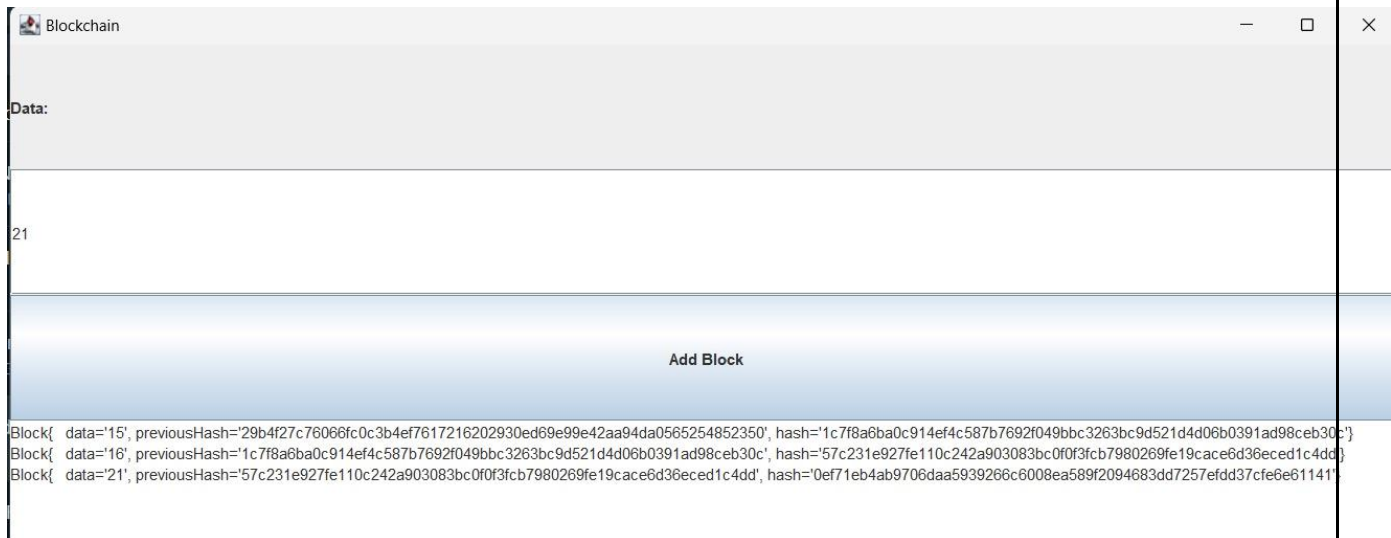 Blockchain
Data:
21
Add Block
Block{   data='15', previousHash='29b4f27c76066fc0c3b4ef7617216202930ed69e99e42aa94da0565254852350', hash='1c7f8a6ba0c914ef4c587b7692f049bbc3263bc9d521d4d06b0391ad98ceb30c'}
Block{   data='16', previousHash='1c7f8a6ba0c914ef4c587b7692f049bbc3263bc9d521d4d06b0391ad98ceb30c', hash='57c231e927fe110c242a903083bc0f0f3fcb7980269fe19cace6d36eced1c4dd'}
Block{   data='21', previousHash='57c231e927fe110c242a903083bc0f0f3fcb7980269fe19cace6d36eced1c4dd', hash='0ef71eb4ab9706daa5939266c6008ea589f2094683dd7257efdd37cfe6e61141'}